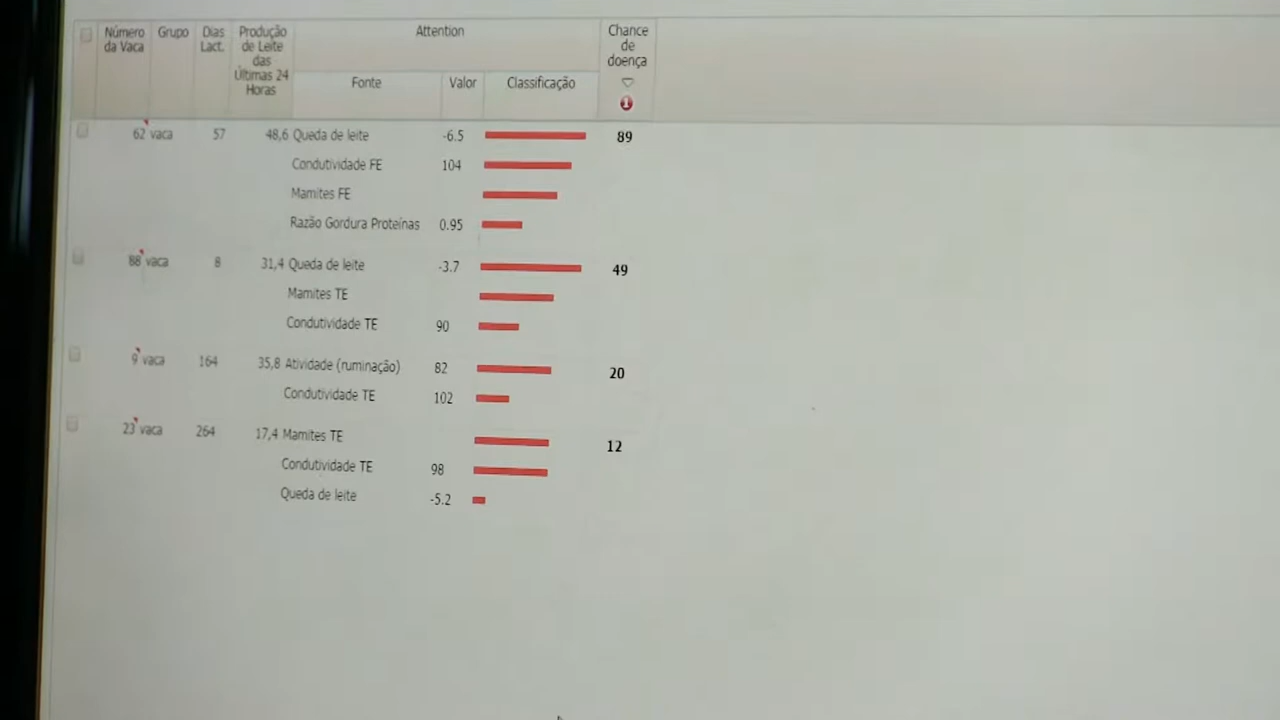 Número da Vaca Grupo Dias Lact. Produção de Leite das Últimas 24 Horas Attention Chance de doença
Fonte Valor Classificação
1
62 vaca 57 48,6 Queda de leite -6.5 89
Condutividade FE 104
Mamites FE
Razão Gordura Proteínas 0.95
88 vaca 8 31,4 Queda de leite -3.7 49
Mamites TE
Condutividade TE 90
9 vaca 164 35,8 Atividade (ruminação) 82 20
Condutividade TE 102
23 vaca 264 17,4 Mamites TE 12
Condutividade TE 98
Queda de leite -5.2